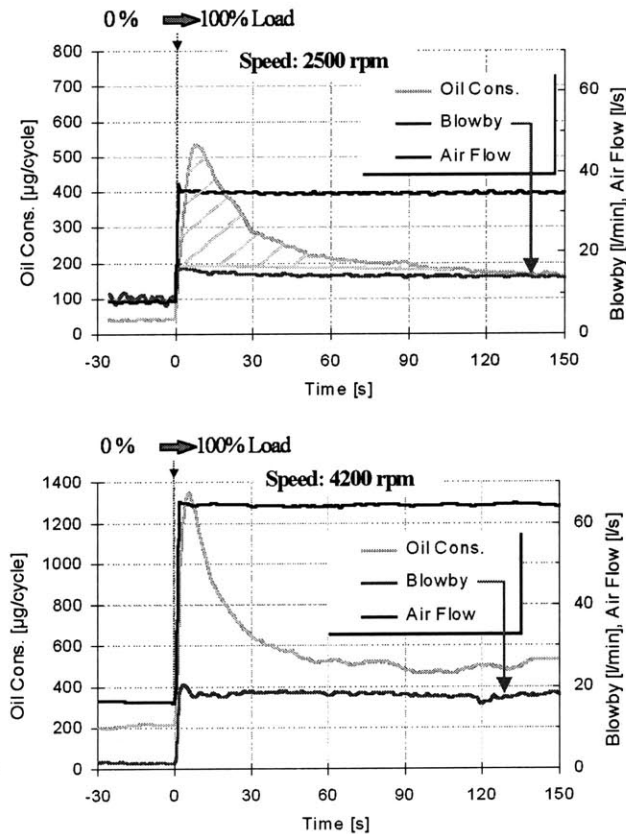 0 % 100% Load
Speed: 2500 rpm
800
700
600
500
400
300
200
100
0
Oil Cons. [µg/cycle]
Oil Cons.
Blowby
Air Flow
60
40
20
0
Blowby [l/min], Air Flow [l/s]
-30 0 30 60 90 120 150
Time [s]
0 % 100% Load
Speed: 4200 rpm
1400
1200
1000
800
600
400
200
0
Oil Cons. [µg/cycle]
Oil Cons.
Blowby
Air Flow
60
40
20
0
Blowby [l/min], Air Flow [l/s]
-30 0 30 60 90 120 150
Time [s]